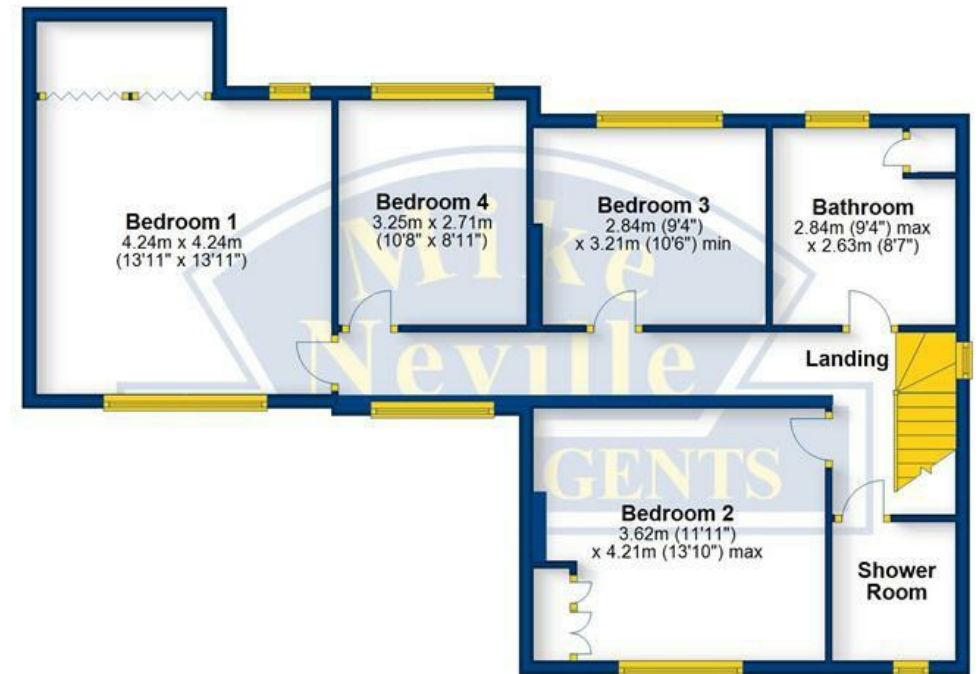 Bedroom 1
4.24m x 4.24m
(13'11" x 13'11")
Bedroom 4
3.25m x 2.71m
(10'8" x 8'11")
Bedroom 3
2.84m (9'4")
x 3.21m (10'6") min
Bathroom
2.84m (9'4") max
x 2.63m (8'7")
Landing
Bedroom 2
3.62m (11'11")
x 4.21m (13'10") max
Shower
Room
Mike
Neville
GENTS